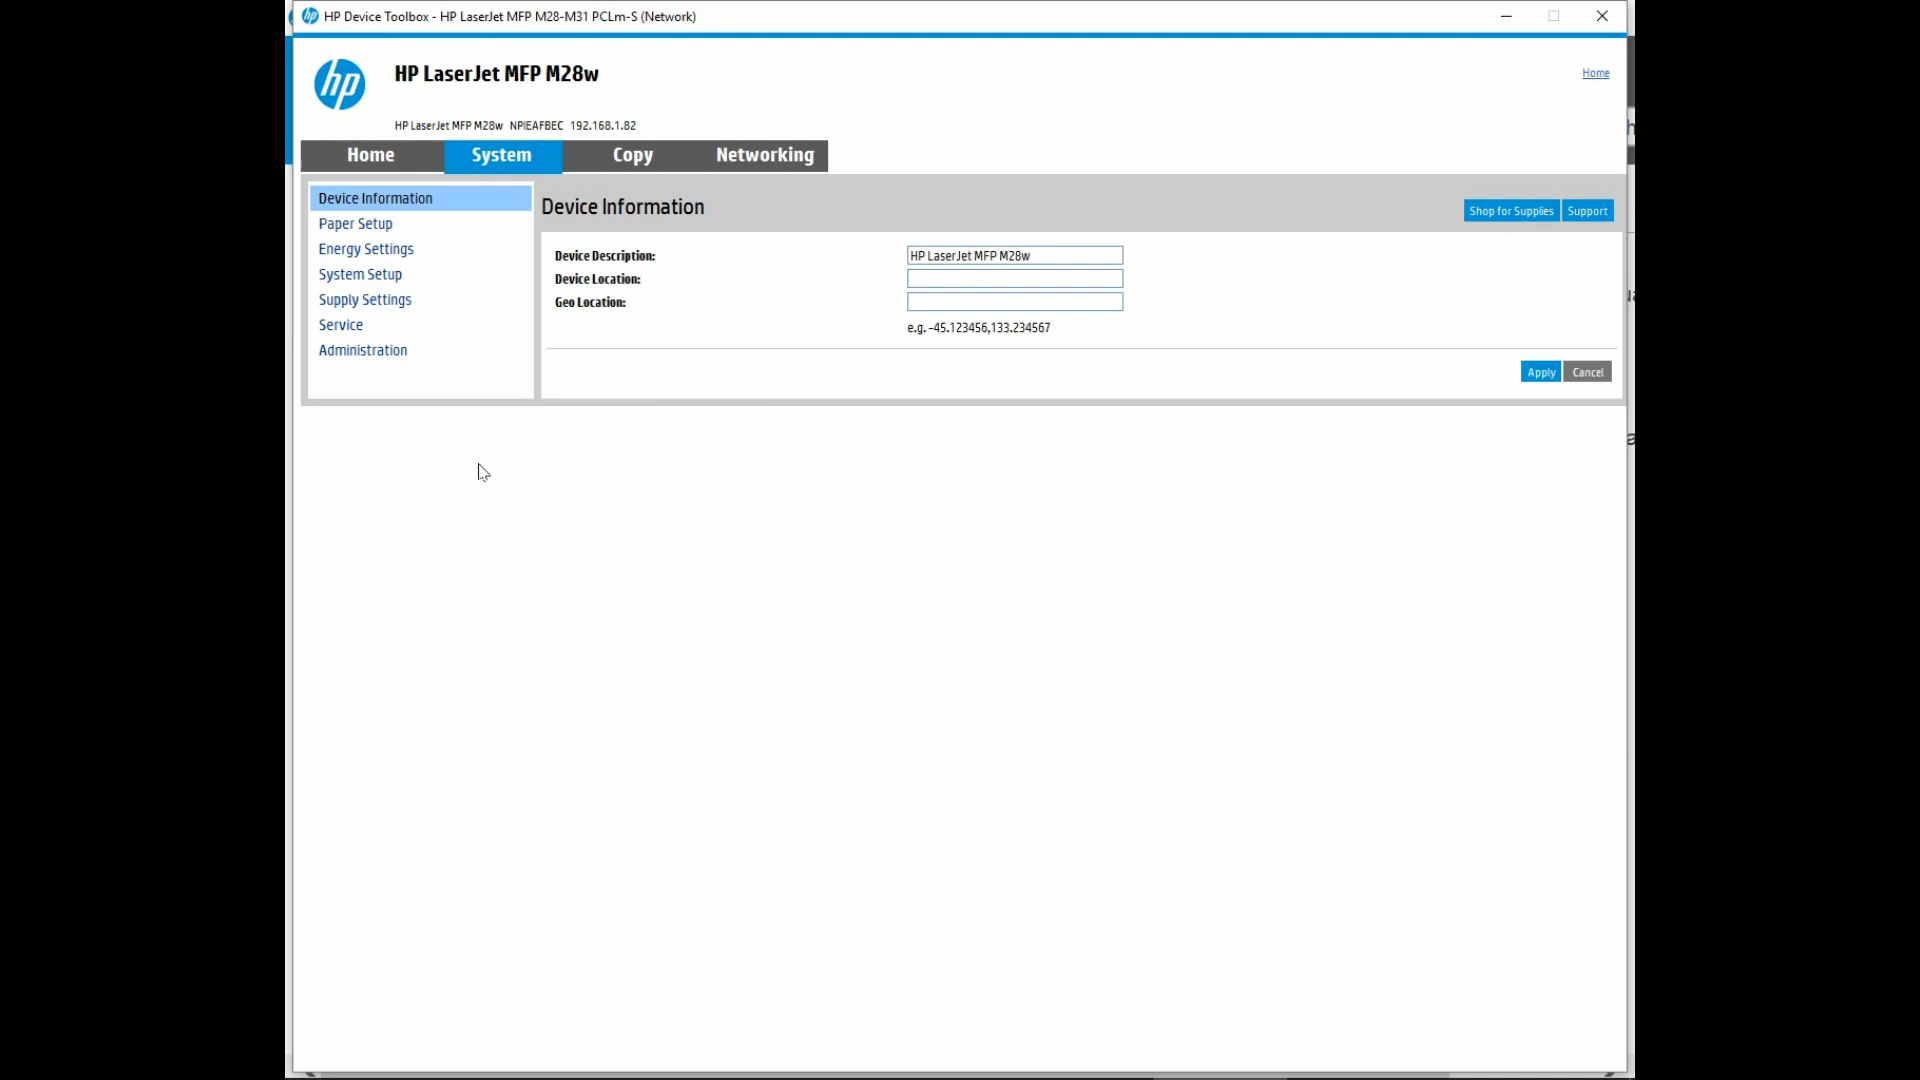 HP Device Toolbox - HP LaserJet MFP M28-M31 PCLm-S (Network)
hp
HP LaserJet MFP M28w
Home
HP LaserJet MFP M28w NPIEAFBEC 192.168.1.82
Home System Copy Networking
Device Information
Paper Setup
Energy Settings
System Setup
Supply Settings
Service
Administration
Device Information
Shop for Supplies Support
Device Description: HP LaserJet MFP M28w
Device Location:
Geo Location:
e.g. -45.123456,133.234567
Apply Cancel